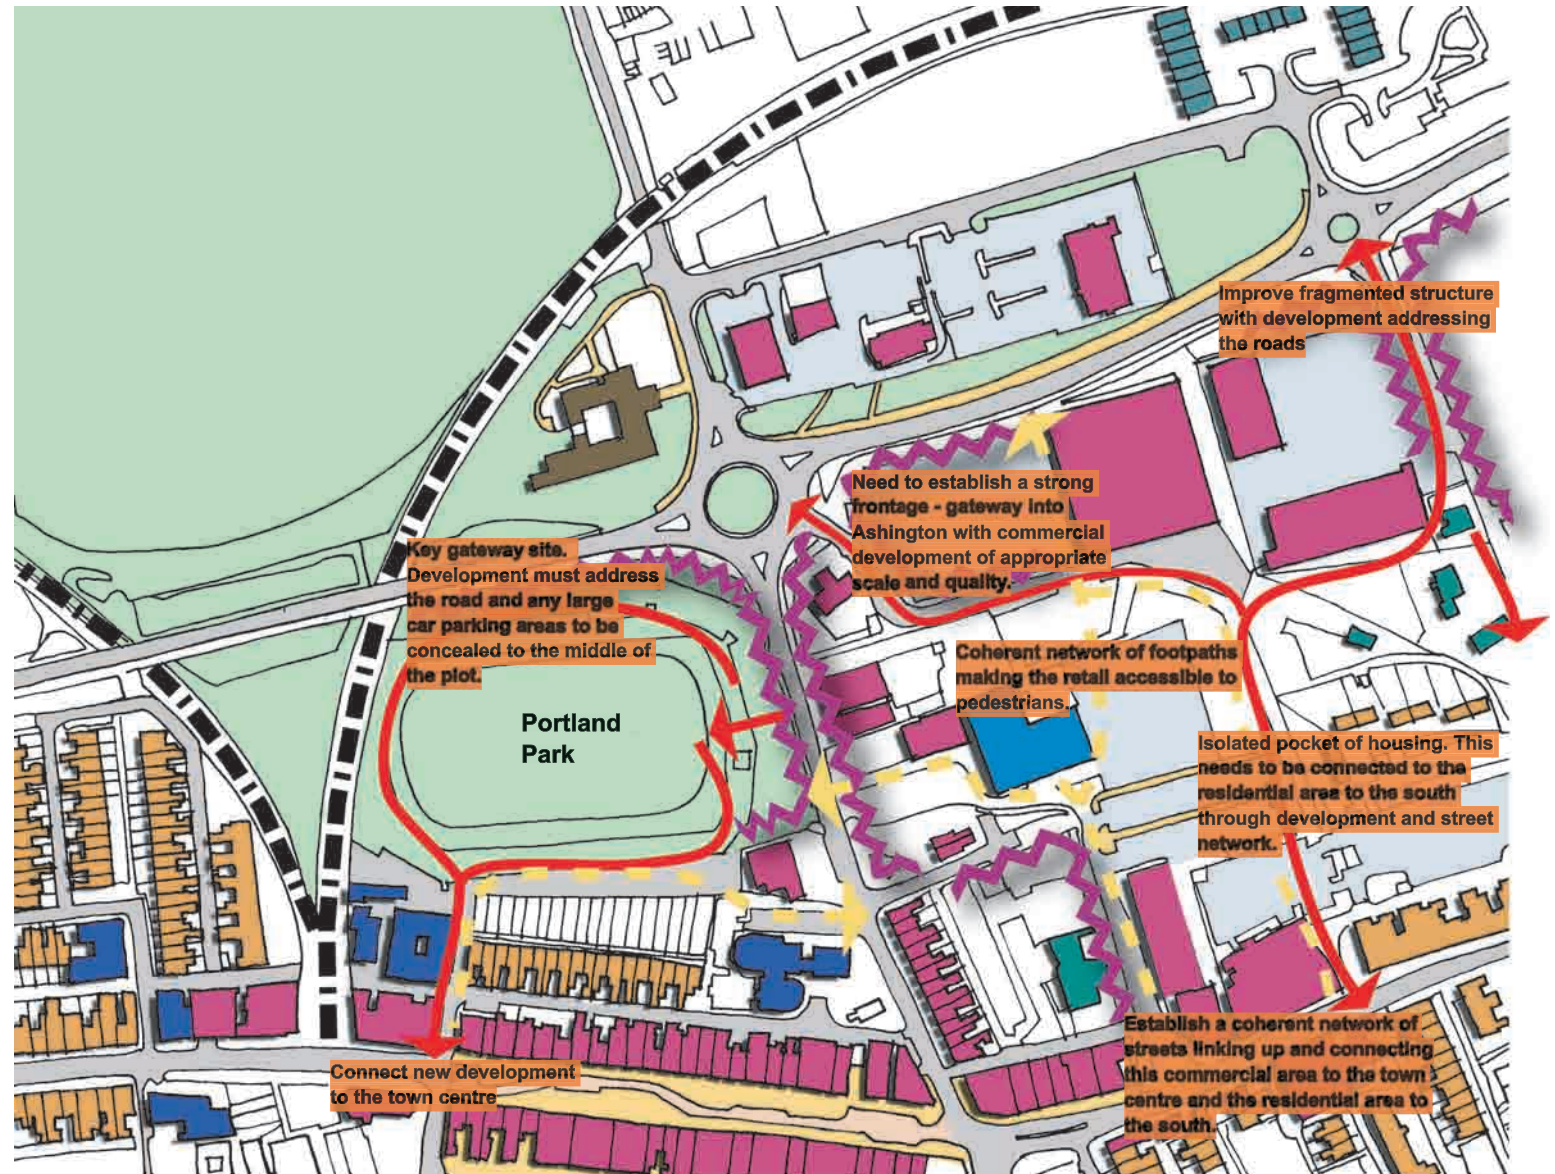 Improve fragmented structure
with development addressing
the roads
Need to establish a strong
frontage - gateway into
Ashington with commercial
development of appropriate
scale and quality.
Key gateway site.
Development must address
the road and any large
car parking areas to be
concealed to the middle of
the plot.
Coherent network of footpaths
making the retail accessible to
pedestrians.
Portland
Park
Isolated pocket of housing. This
needs to be connected to the
residential area to the south
through development and street
network.
Establish a coherent network of
streets linking up and connecting
this commercial area to the town
centre and the residential area to
the south.
Connect new development
to the town centre